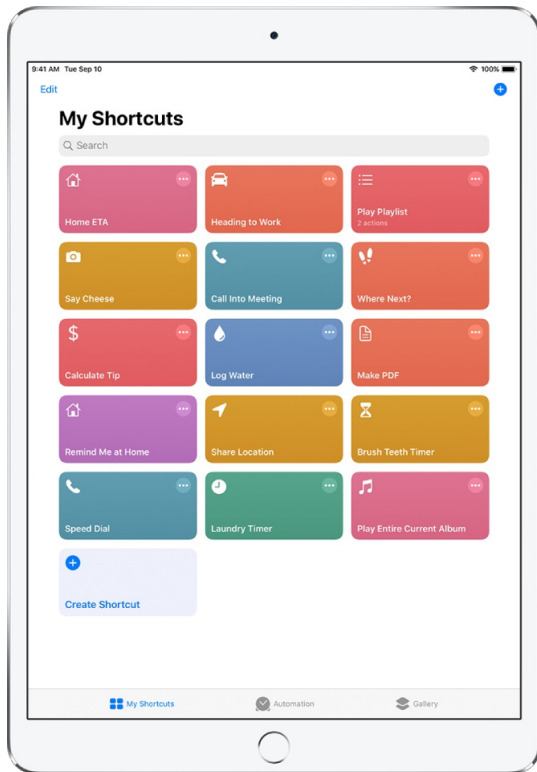 9:41 AM Tue Sep 10
100%
Edit
My Shortcuts
Search
Home ETA
Heading to Work
Play Playlist
2 actions
Say Cheese
Call Into Meeting
Where Next?
$
Calculate Tip
Log Water
Make PDF
Remind Me at Home
Share Location
Brush Teeth Timer
Speed Dial
Laundry Timer
Play Entire Current Album
Create Shortcut
My Shortcuts
Automation
Gallery